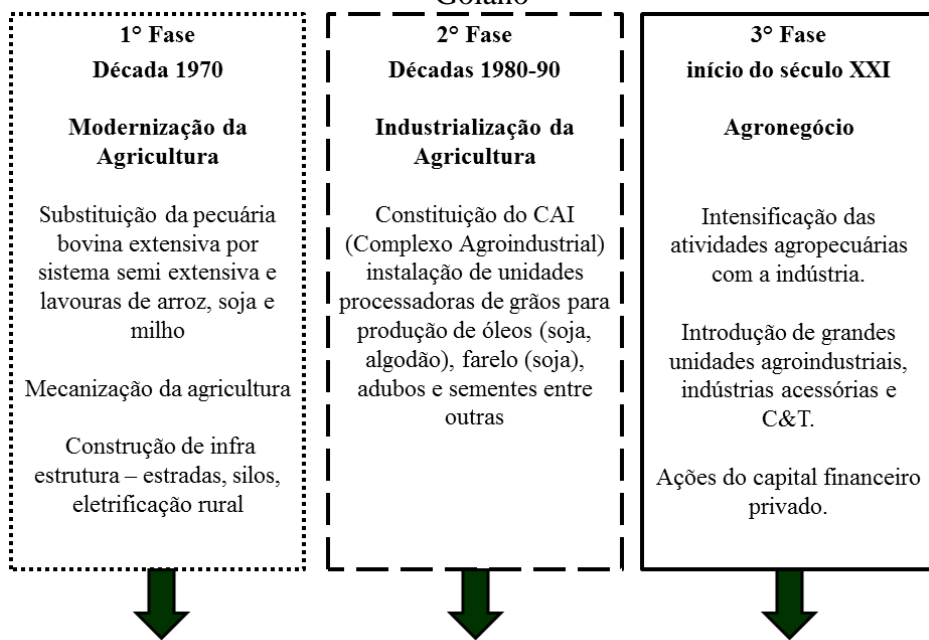 Goiano
1° Fase
Década 1970
Modernização da
Agricultura
Substituição da pecuária
bovina extensiva por
sistema semi extensiva e
lavouras de arroz, soja e
milho
Mecanização da agricultura
Construção de infra
estrutura – estradas, silos,
eletrificação rural
2° Fase
Décadas 1980-90
Industrialização da
Agricultura
Constituição do CAI
(Complexo Agroindustrial)
instalação de unidades
processadoras de grãos para
produção de óleos (soja,
algodão), farelo (soja),
adubos e sementes entre
outras
3° Fase
início do século XXI
Agronegócio
Intensificação das
atividades agropecuárias
com a indústria.
Introdução de grandes
unidades agroindustriais,
indústrias acessórias e
C&T.
Ações do capital financeiro
privado.